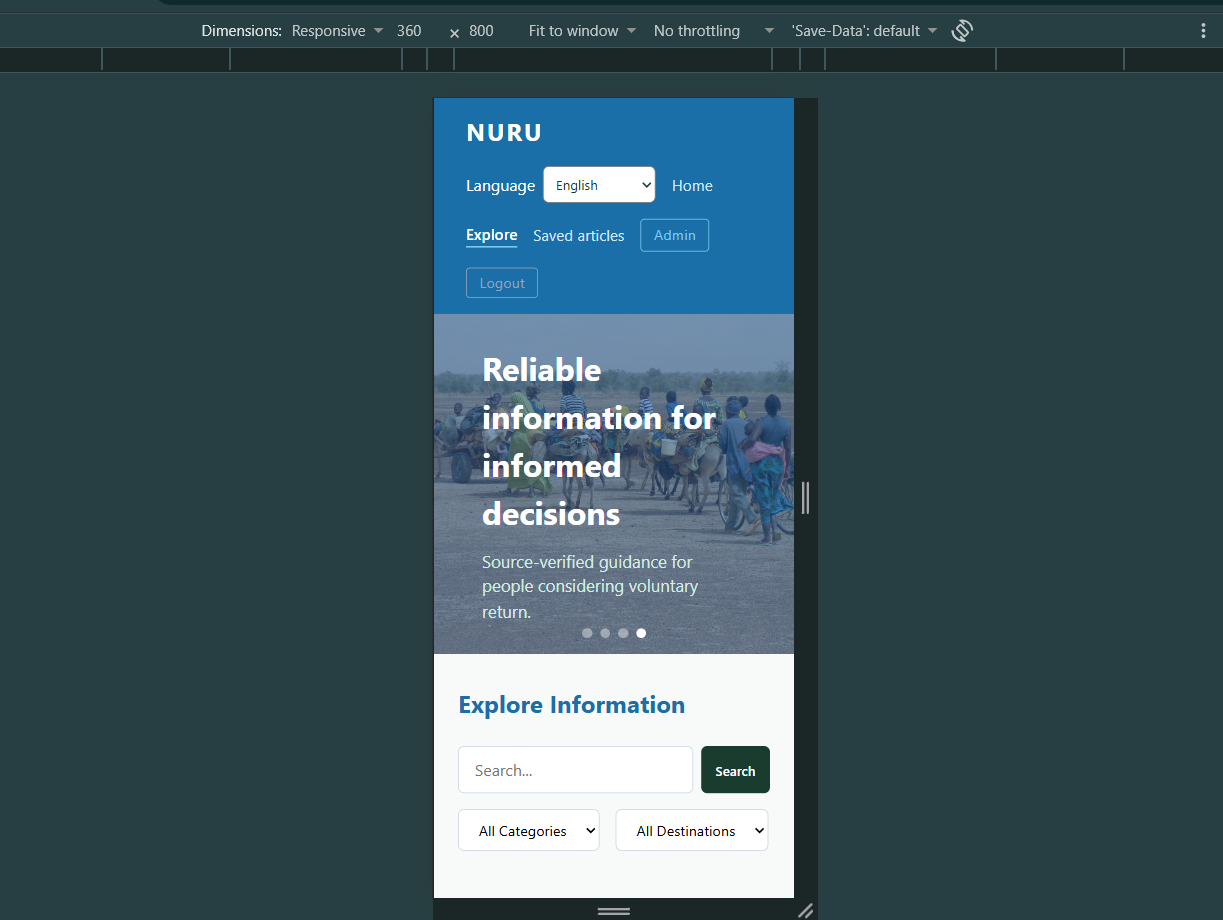 Dimensions: Responsive 360 × 800 Fit to window No throttling 'Save-Data': default
NURU
Language English Home
Explore Saved articles Admin
Logout
Reliable
information for
informed
decisions
Source-verified guidance for
people considering voluntary
return.
Explore Information
Search... Search
All Categories All Destinations